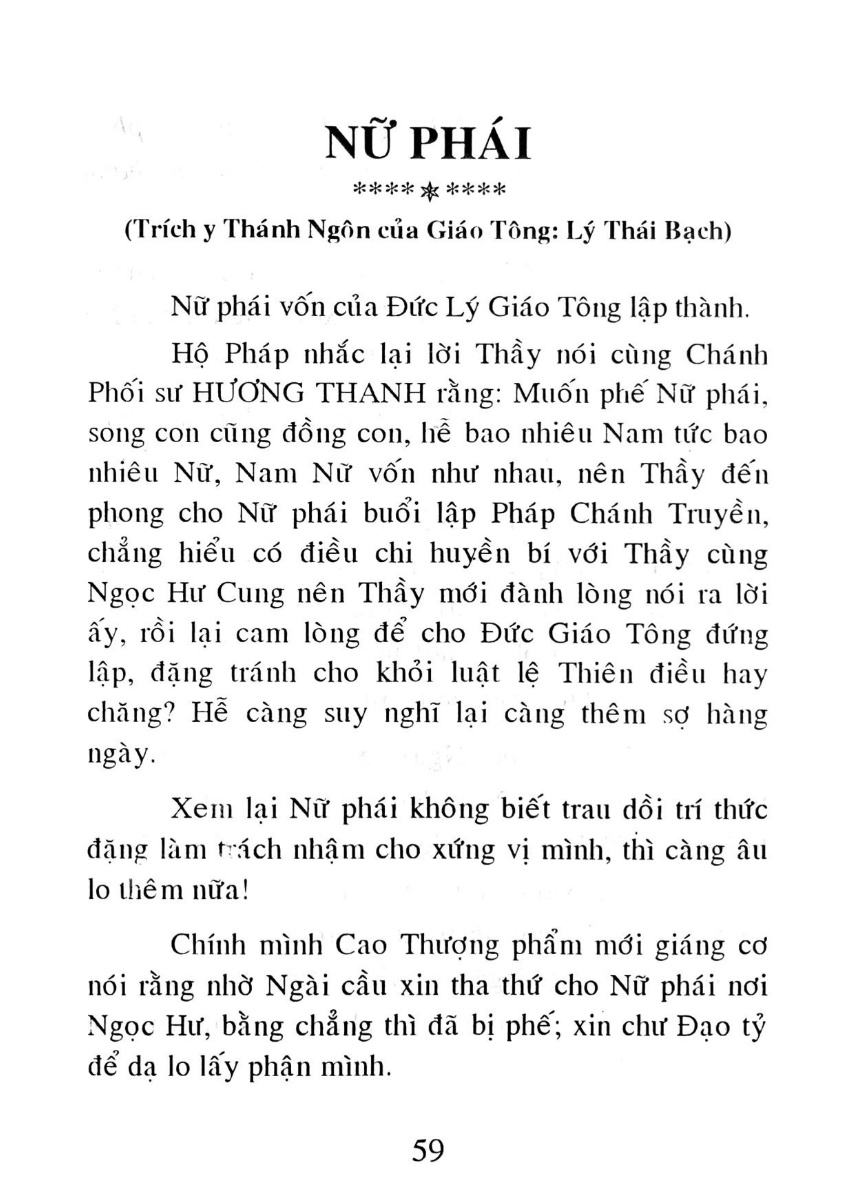 NỮ PHÁI
****✯****
(Trích y Thánh Ngôn của Giáo Tông: Lý Thái Bạch)
Nữ phái vốn của Đức Lý Giáo Tông lập thành.
Hộ Pháp nhắc lại lời Thầy nói cùng Chánh
Phối sư HƯƠNG THANH rằng: Muốn phế Nữ phái,
song con cũng đồng con, hễ bao nhiêu Nam tức bao
nhiêu Nữ, Nam Nữ vốn như nhau, nên Thầy đến
phong cho Nữ phái buổi lập Pháp Chánh Truyền,
chẳng hiểu có điều chi huyền bí với Thầy cùng
Ngọc Hư Cung nên Thầy mới đành lòng nói ra lời
ấy, rồi lại cam lòng để cho Đức Giáo Tông đứng
lập, đặng tránh cho khỏi luật lệ Thiên điều hay
chăng? Hễ càng suy nghĩ lại càng thêm sợ hàng
ngày.
Xem lại Nữ phái không biết trau dồi trí thức
đặng làm trách nhậm cho xứng vị mình, thì càng âu
lo thêm nữa!
Chính mình Cao Thượng phẩm mới giáng cơ
nói rằng nhờ Ngài cầu xin tha thứ cho Nữ phái nơi
Ngọc Hư, bằng chẳng thì đã bị phế; xin chư Đạo tỷ
để dạ lo lấy phận mình.
59